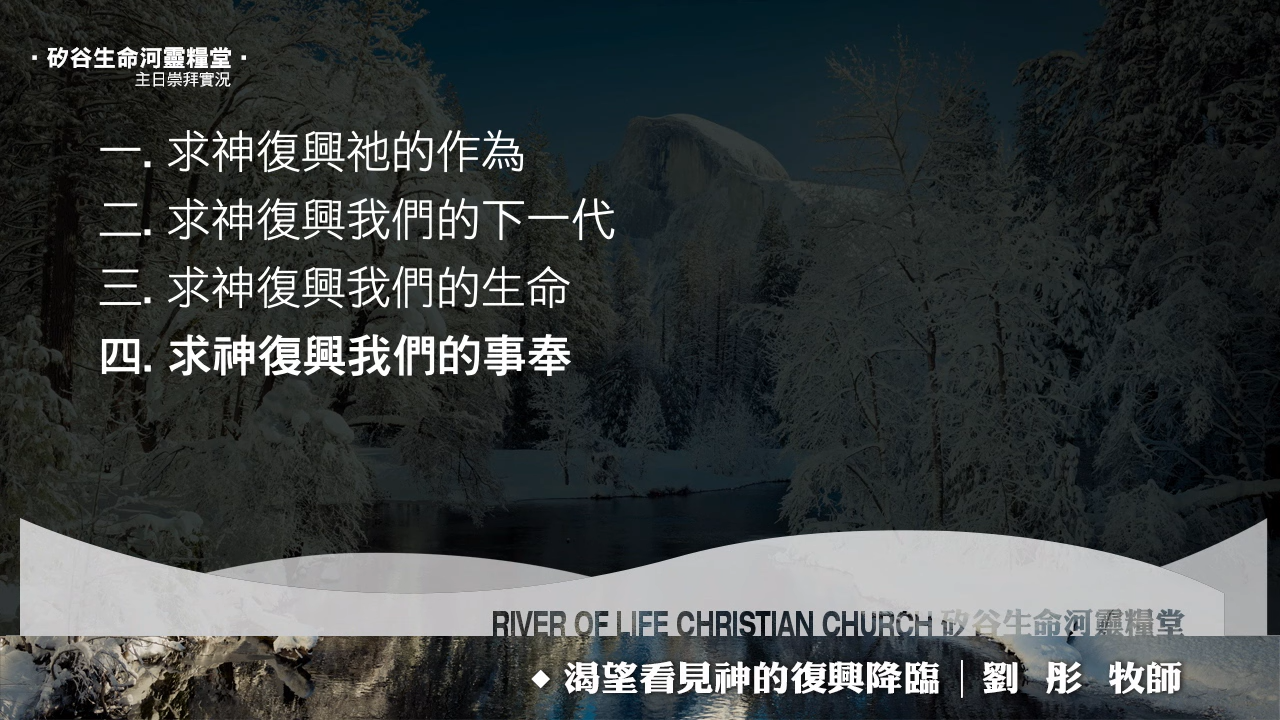 ·矽谷生命河靈糧堂·
主日崇拜實況
一. 求神復興祂的作為
二. 求神復興我們的下一代
三. 求神復興我們的生命
四. 求神復興我們的事奉
RIVER OF LIFE CHRISTIAN CHURCH 矽谷生命河靈糧堂
◆ 渴望看見神的復興降臨│劉 彤 牧師